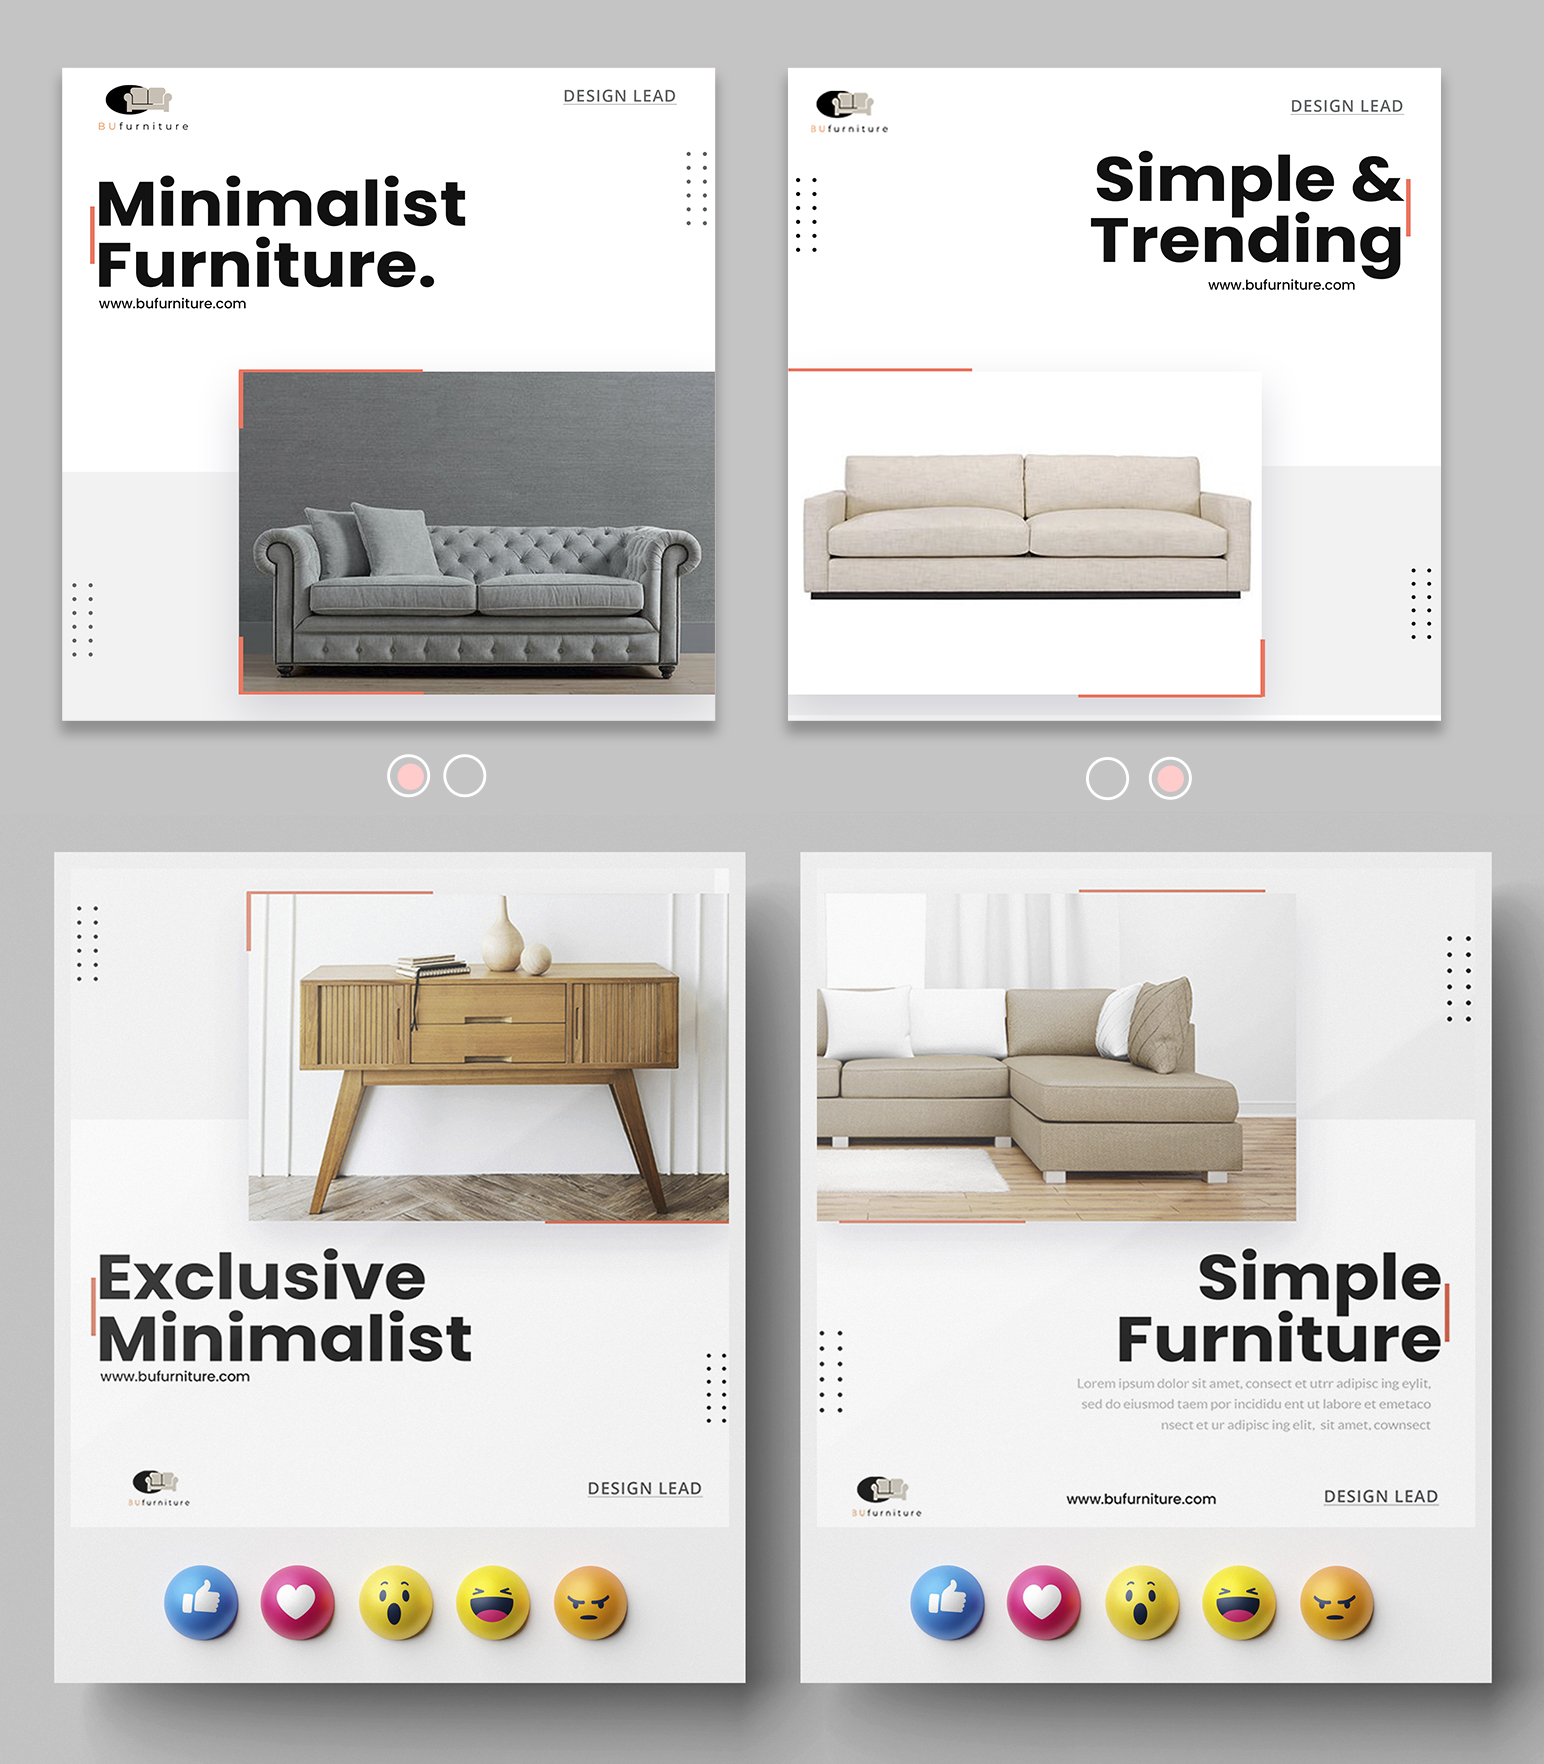 BUfurniture
DESIGN LEAD
Minimalist
Furniture.
www.bufurniture.com
BUfurniture
DESIGN LEAD
Simple &
Trending
www.bufurniture.com
Exclusive
Minimalist
www.bufurniture.com
BUfurniture
DESIGN LEAD
Simple
Furniture
Lorem ipsum dolor sit amet, consect et utrr adipisc ing eylit,
sed do eiusmod taem por incididu ent ut labore et emetaco
nsect et ur adipisc ing elit, sit amet, cownsect
BUfurniture
www.bufurniture.com
DESIGN LEAD